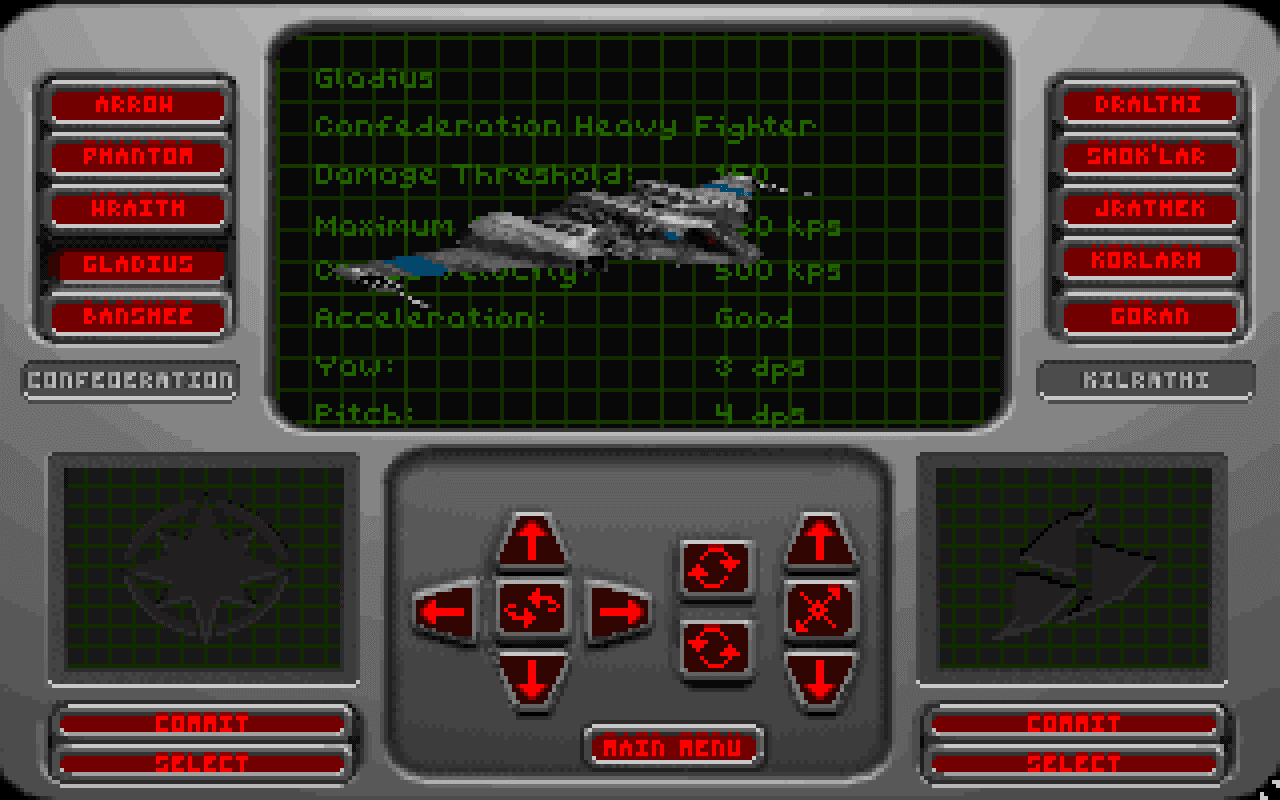 ARROW
PHANTOM
WRAITH
GLADIUS
BANSHEE
CONFEDERATION
Gladius
Confederation Heavy Fighter
Damage Threshold:
Maximum
0 kps
500 kps
Acceleration: Good
Yaw: 3 dps
Pitch: 4 dps
DRALTHI
SHOK'LAR
JRATHEK
KORLARH
GORAN
KILRATHI
COMMIT
SELECT
MAIN MENU
COMMIT
SELECT